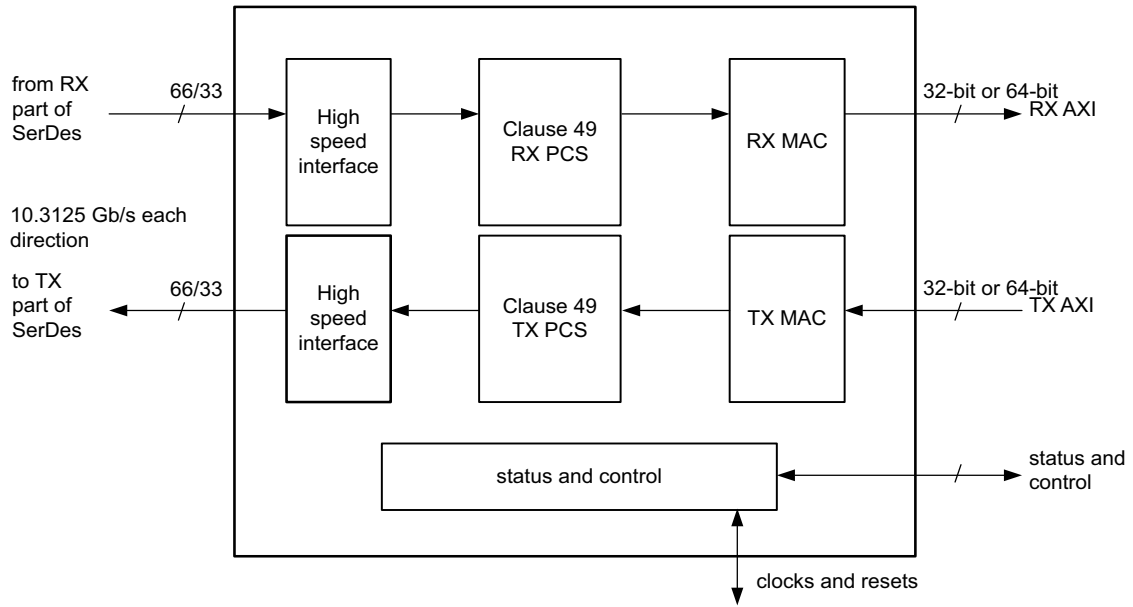 from RX
part of
SerDes
66/33
High
speed
interface
Clause 49
RX PCS
RX MAC
32-bit or 64-bit
RX AXI
10.3125 Gb/s each
direction
to TX
part of
SerDes
66/33
High
speed
interface
Clause 49
TX PCS
TX MAC
32-bit or 64-bit
TX AXI
status and control
status and
control
clocks and resets